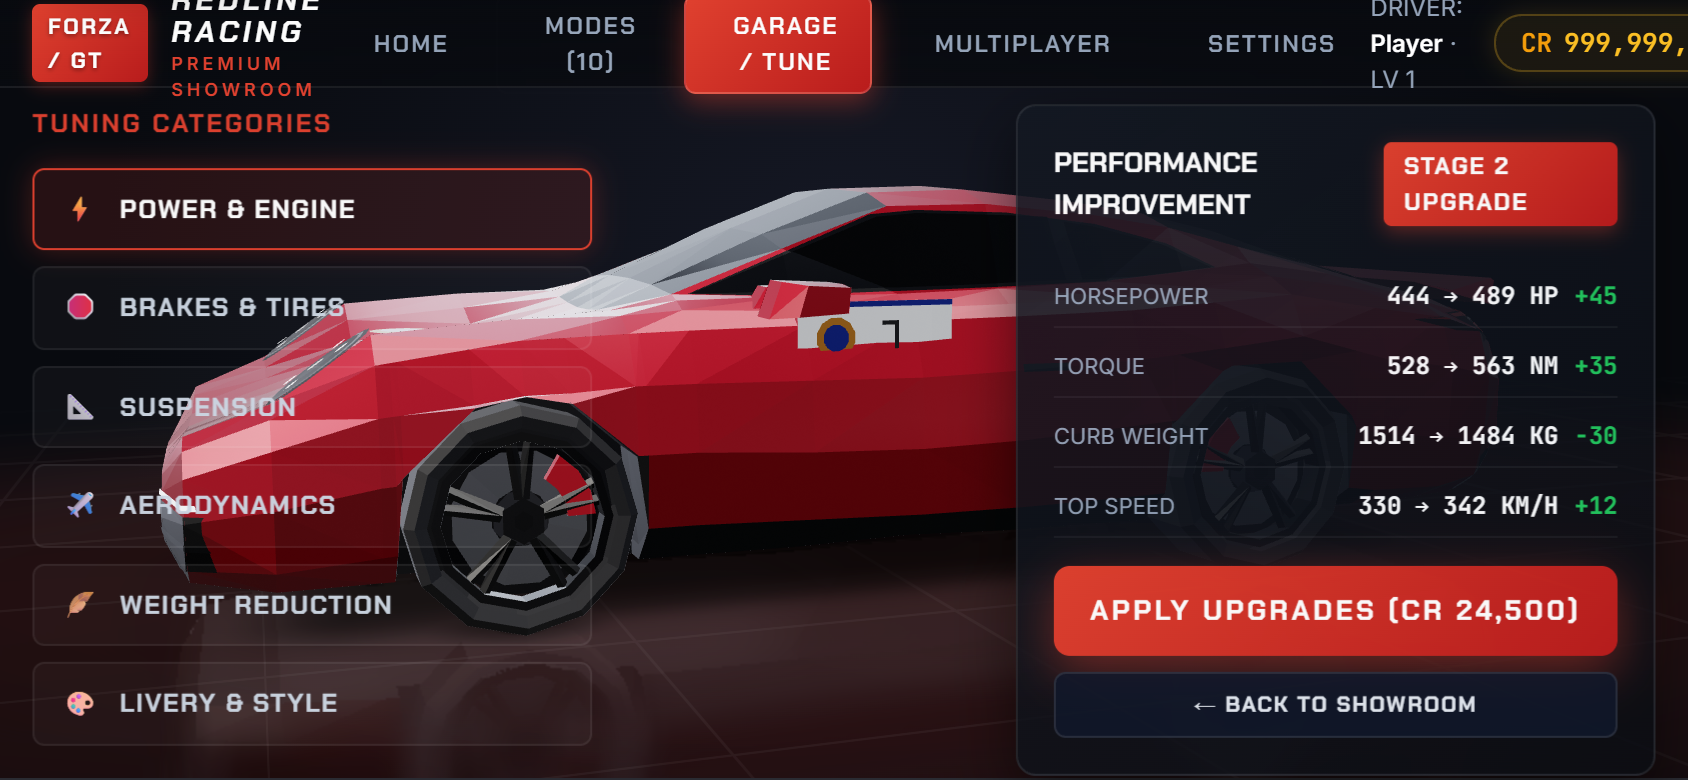 FORZA
/ GT
REDLINE
RACING
PREMIUM
SHOWROOM
HOME
MODES
(10)
GARAGE
/ TUNE
MULTIPLAYER
SETTINGS
DRIVER:
Player ·
LV 1
CR 999,999,
TUNING CATEGORIES
POWER & ENGINE
BRAKES & TIRES
SUSPENSION
AERODYNAMICS
WEIGHT REDUCTION
LIVERY & STYLE
PERFORMANCE
IMPROVEMENT
STAGE 2
UPGRADE
HORSEPOWER 444 → 489 HP +45
TORQUE 528 → 563 NM +35
CURB WEIGHT 1514 → 1484 KG -30
TOP SPEED 330 → 342 KM/H +12
APPLY UPGRADES (CR 24,500)
← BACK TO SHOWROOM